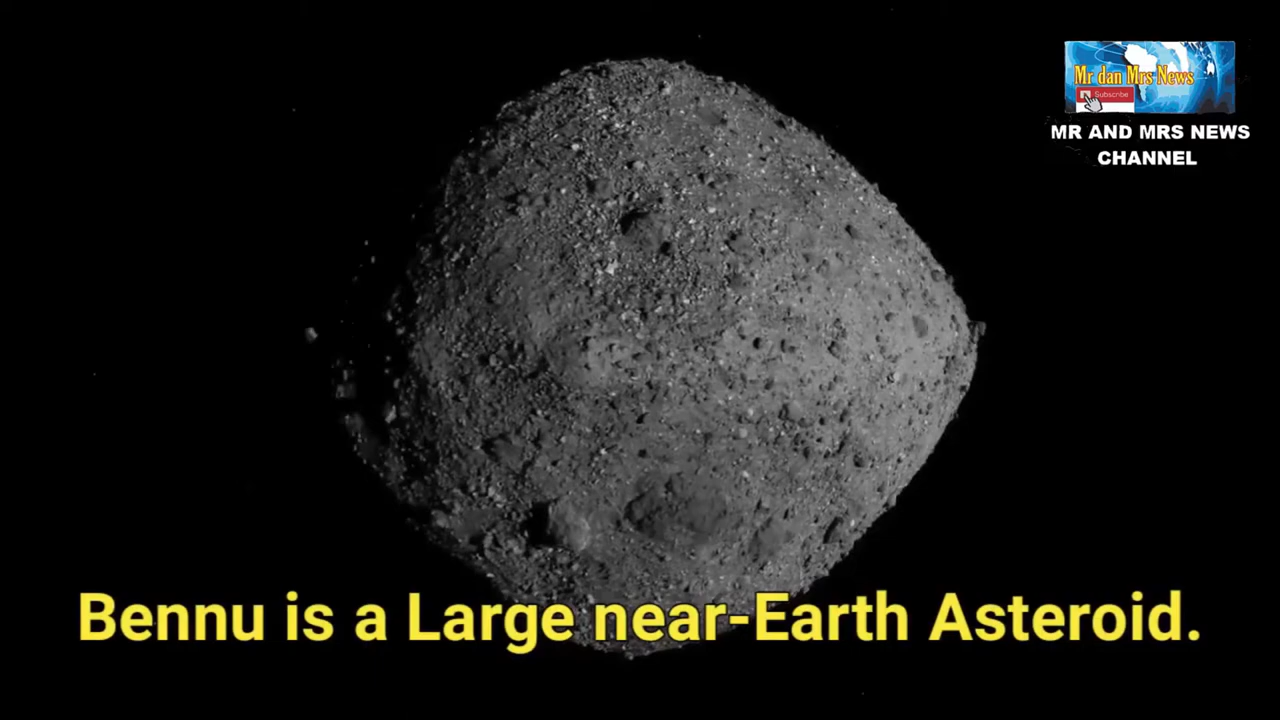 Mr dan Mrs News
Subscribe
MR AND MRS NEWS
CHANNEL
Bennu is a Large near-Earth Asteroid.